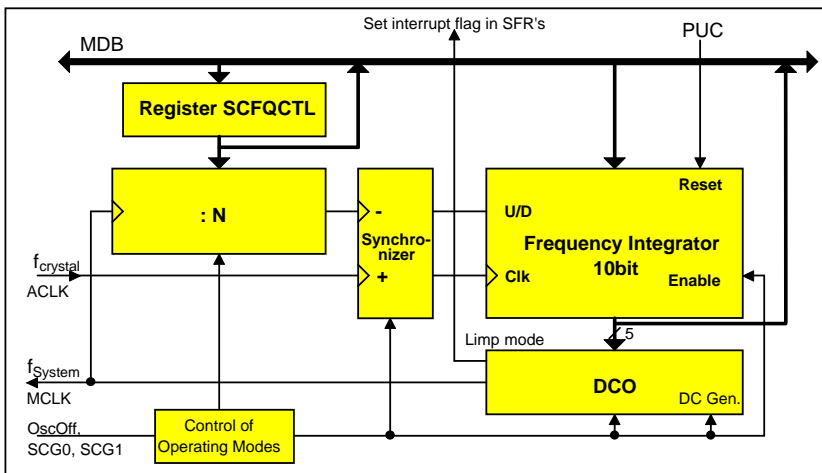 Set interrupt flag in SFR's
MDB
PUC
Register SCFQCTL
Reset
: N
-
U/D
Synchro-
nizer
Frequency Integrator
10bit
fcrystal
ACLK
+
Clk
Enable
Limp mode
5
fSystem
MCLK
DCO
DC Gen.
OscOff,
SCG0, SCG1
Control of
Operating Modes